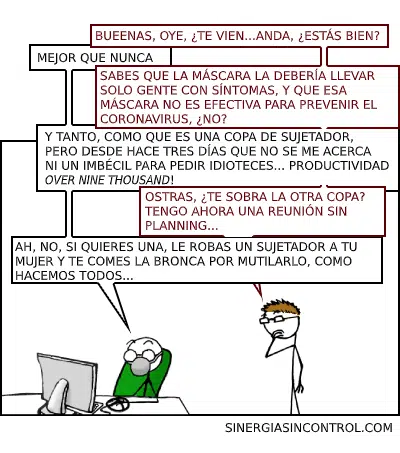 BUEENAS, OYE, ¿TE VIEN...ANDA, ¿ESTÁS BIEN?
MEJOR QUE NUNCA
SABES QUE LA MÁSCARA LA DEBERÍA LLEVAR
SOLO GENTE CON SÍNTOMAS, Y QUE ESA
MÁSCARA NO ES EFECTIVA PARA PREVENIR EL
CORONAVIRUS, ¿NO?
Y TANTO, COMO QUE ES UNA COPA DE SUJETADOR,
PERO DESDE HACE TRES DÍAS QUE NO SE ME ACERCA
NI UN IMBÉCIL PARA PEDIR IDIOTECES... PRODUCTIVIDAD
OVER NINE THOUSAND!
OSTRAS, ¿TE SOBRA LA OTRA COPA?
TENGO AHORA UNA REUNIÓN SIN
PLANNING...
AH, NO, SI QUIERES UNA, LE ROBAS UN SUJETADOR A TU
MUJER Y TE COMES LA BRONCA POR MUTILARLO, COMO
HACEMOS TODOS...
SINERGIASINCONTROL.COM